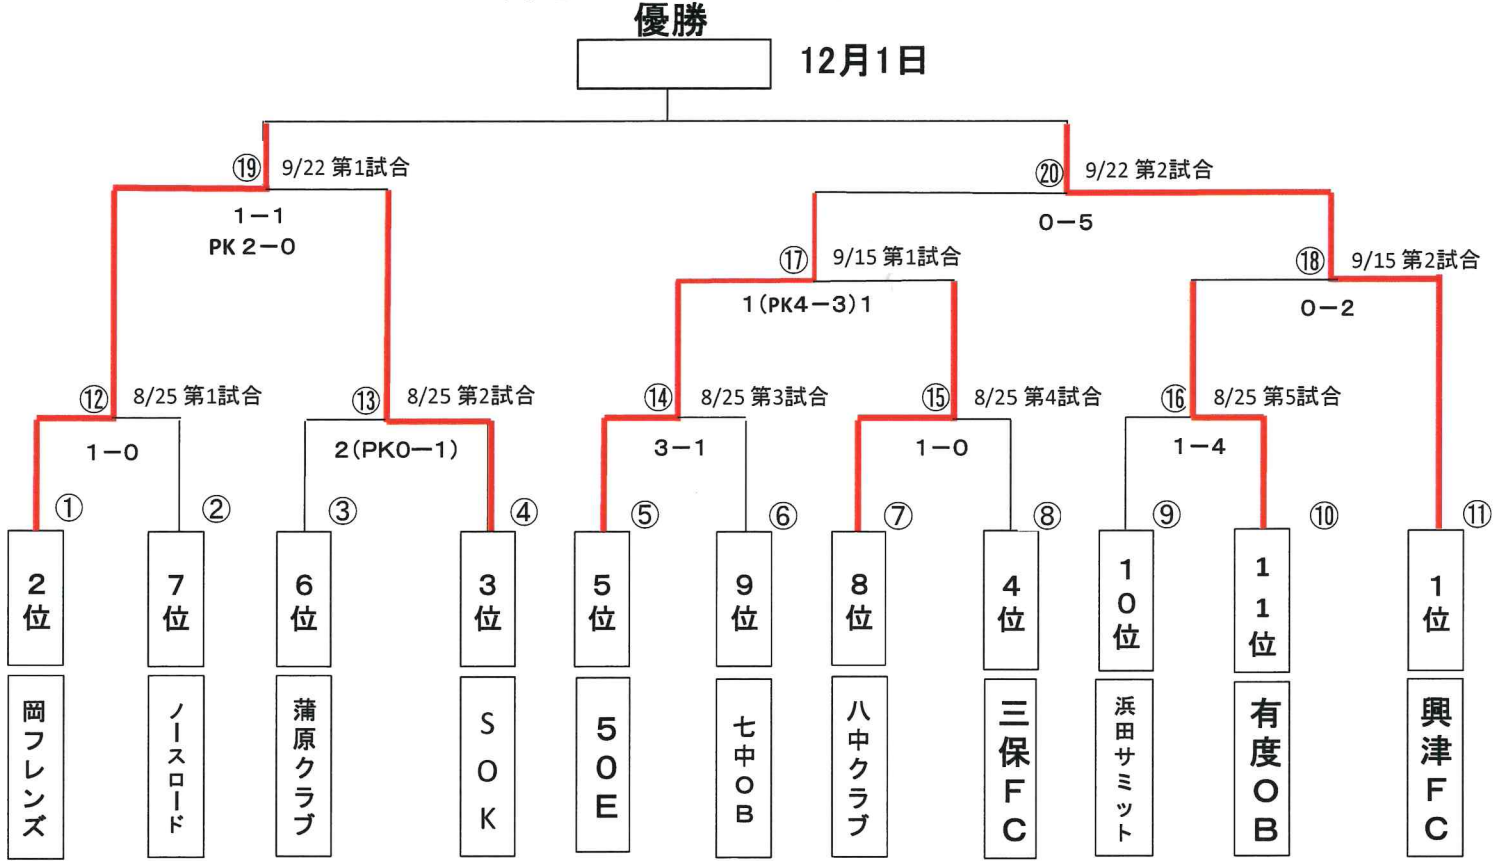 優勝
12月1日
⑲ 9/22 第1試合
⑳ 9/22 第2試合
1－1
PK 2－0
0－5
⑰ 9/15 第1試合
⑱ 9/15 第2試合
1(PK4－3)1
0－2
⑫ 8/25 第1試合
⑬ 8/25 第2試合
⑭ 8/25 第3試合
⑮ 8/25 第4試合
⑯ 8/25 第5試合
1－0
2(PK0－1)
3－1
1－0
1－4
①
②
③
④
⑤
⑥
⑦
⑧
⑨
⑩
⑪
2位
7位
6位
3位
5位
9位
8位
4位
10位
11位
1位
岡フレンズ
ノースロード
蒲原クラブ
SOK
50E
七中OB
八中クラブ
三保FC
浜田サミット
有度OB
興津FC